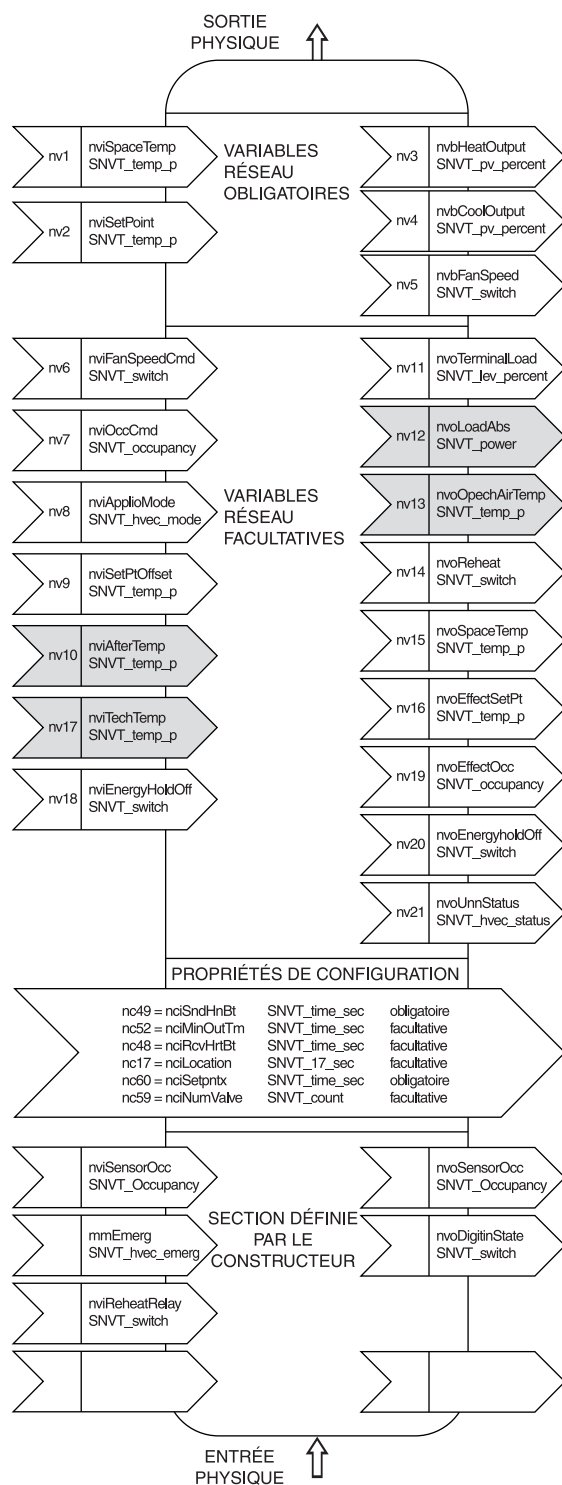 SORTIE
PHYSIQUE
nv1
nviSpaceTemp
SNVT_temp_p
nv2
nviSetPoint
SNVT_temp_p
VARIABLES
RÉSEAU
OBLIGATOIRES
nv3
nvbHeatOutput
SNVT_pv_percent
nv4
nvbCoolOutput
SNVT_pv_percent
nv5
nvbFanSpeed
SNVT_switch
nv6
nviFanSpeedCmd
SNVT_switch
nv7
nviOccCmd
SNVT_occupancy
nv8
nviApplioMode
SNVT_hvec_mode
nv9
nviSetPtOffset
SNVT_temp_p
nv10
nviAfterTemp
SNVT_temp_p
nv17
nviTechTemp
SNVT_temp_p
nv18
nviEnergyHoldOff
SNVT_switch
VARIABLES
RÉSEAU
FACULTATIVES
nv11
nvoTerminalLoad
SNVT_lev_percent
nv12
nvoLoadAbs
SNVT_power
nv13
nvoOpechAirTemp
SNVT_temp_p
nv14
nvoReheat
SNVT_switch
nv15
nvoSpaceTemp
SNVT_temp_p
nv16
nvoEffectSetPt
SNVT_temp_p
nv19
nvoEffectOcc
SNVT_occupancy
nv20
nvoEnergyholdOff
SNVT_switch
nv21
nvoUnnStatus
SNVT_hvec_status
PROPRIÉTÉS DE CONFIGURATION
nc49 = nciSndHnBt SNVT_time_sec obligatoire
nc52 = nciMinOutTm SNVT_time_sec facultative
nc48 = nciRcvHrtBt SNVT_time_sec facultative
nc17 = nciLocation SNVT_17_sec facultative
nc60 = nciSetpntx SNVT_time_sec obligatoire
nc59 = nciNumValve SNVT_count facultative
nviSensorOcc
SNVT_Occupancy
mmEmerg
SNVT_hvec_emerg
nviReheatRelay
SNVT_switch
SECTION DÉFINIE
PAR LE
CONSTRUCTEUR
nvoSensorOcc
SNVT_Occupancy
nvoDigitinState
SNVT_switch
ENTRÉE
PHYSIQUE